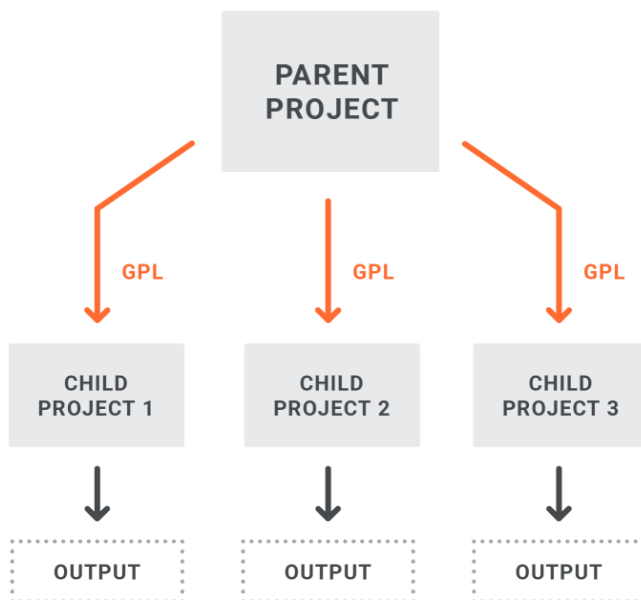 PARENT
PROJECT
GPL
GPL
GPL
CHILD
PROJECT 1
CHILD
PROJECT 2
CHILD
PROJECT 3
OUTPUT
OUTPUT
OUTPUT